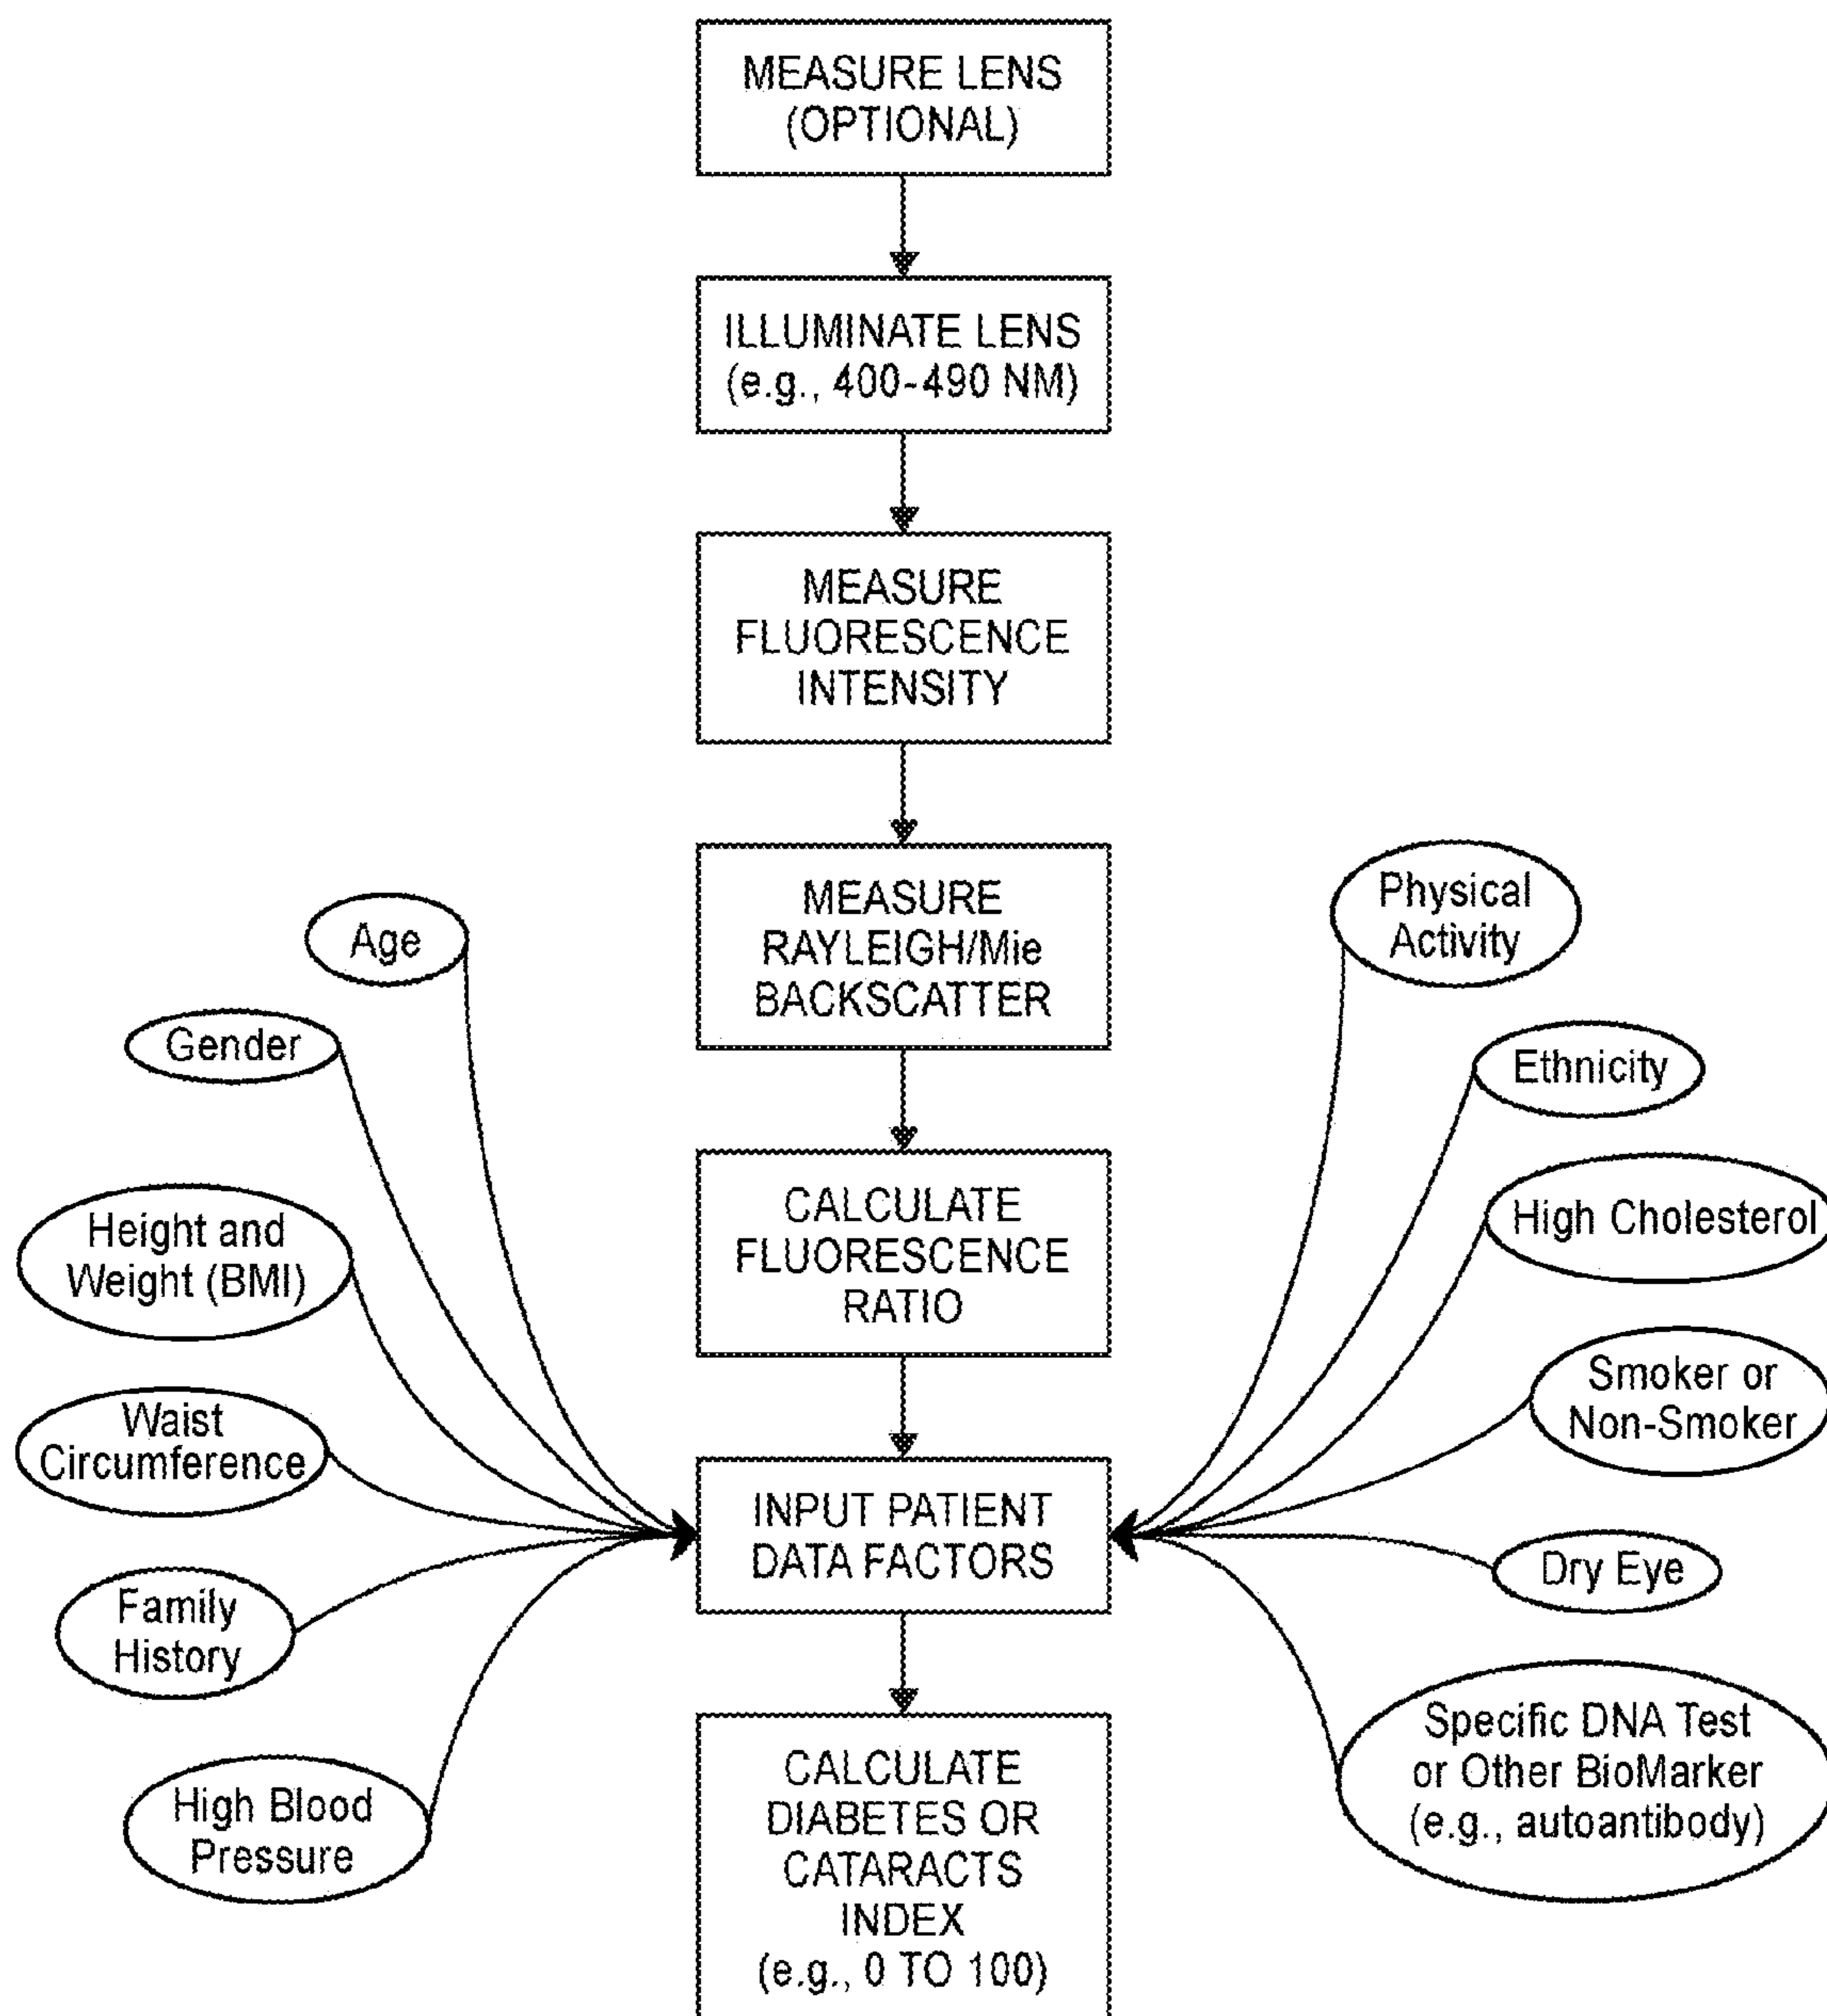 MEASURE LENS
(OPTIONAL)
ILLUMINATE LENS
(e.g., 400-490 NM)
MEASURE
FLUORESCENCE
INTENSITY
MEASURE
RAYLEIGH/Mie
BACKSCATTER
CALCULATE
FLUORESCENCE
RATIO
INPUT PATIENT
DATA FACTORS
CALCULATE
DIABETES OR
CATARACTS
INDEX
(e.g., 0 TO 100)
Age
Gender
Height and
Weight (BMI)
Waist
Circumference
Family
History
High Blood
Pressure
Physical
Activity
Ethnicity
High Cholesterol
Smoker or
Non-Smoker
Dry Eye
Specific DNA Test
or Other BioMarker
(e.g., autoantibody)